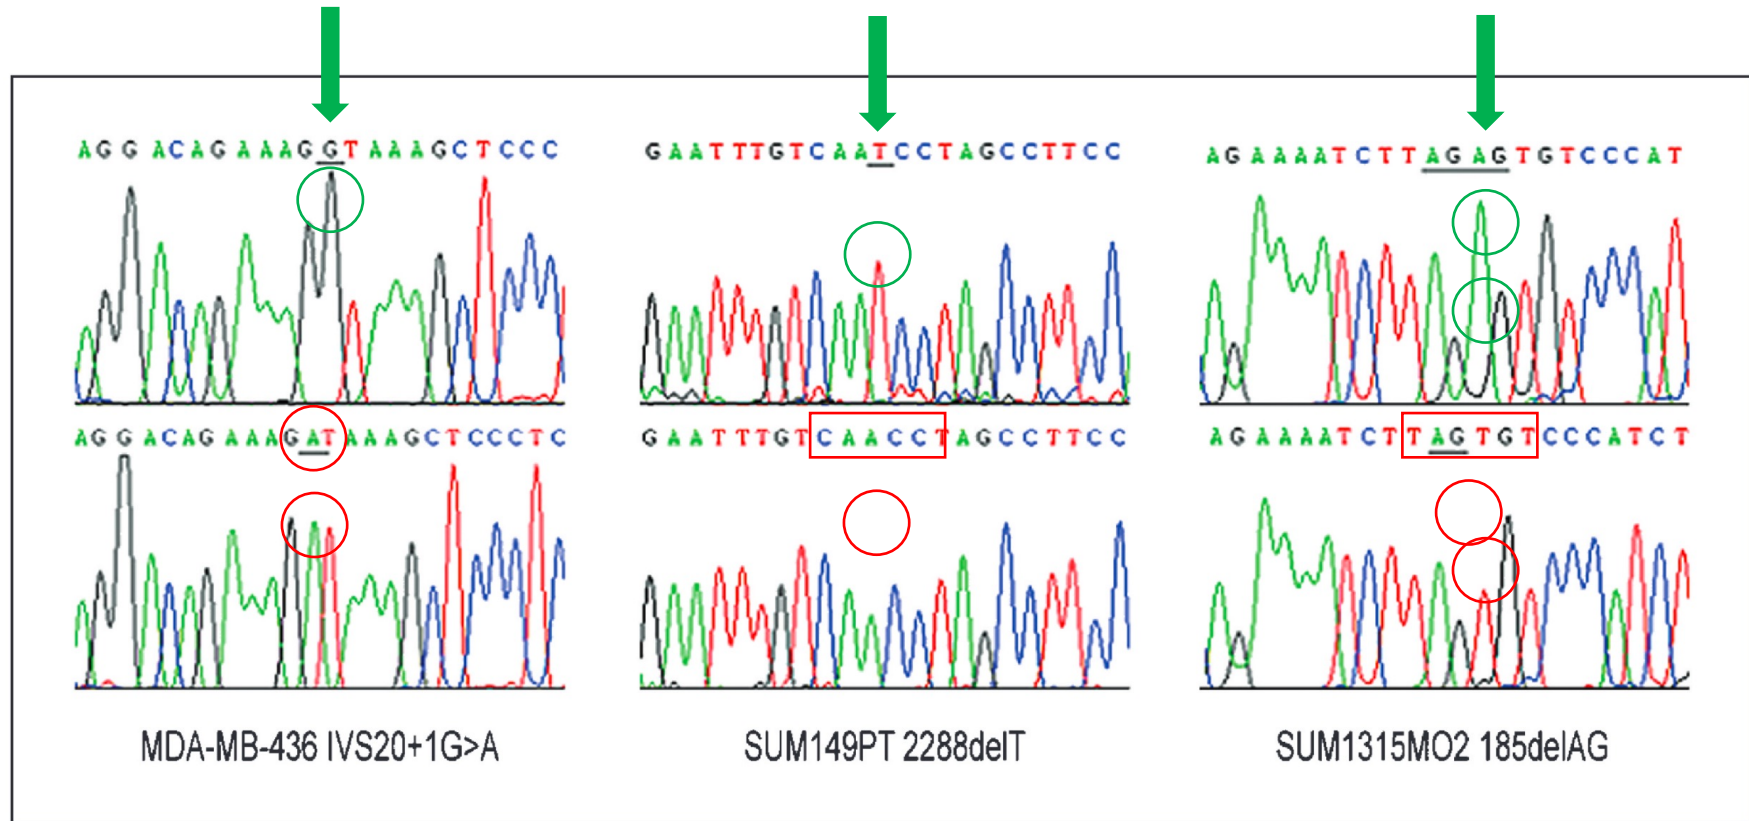 AGGACAGAAAGGTAAAGCTCCC
GAATTTGTCAATCCTAGCCTTCC
AGAAAATCTTAGAGTGTCCCAT
AGGACAGAAAGATAAAGCTCCCTC
GAATTTGTCAACCTAGCCTTCC
AGAAAATCTTAGTGTCCCATCT
MDA-MB-436 IVS20+1G>A
SUM149PT 2288delT
SUM1315MO2 185delAG